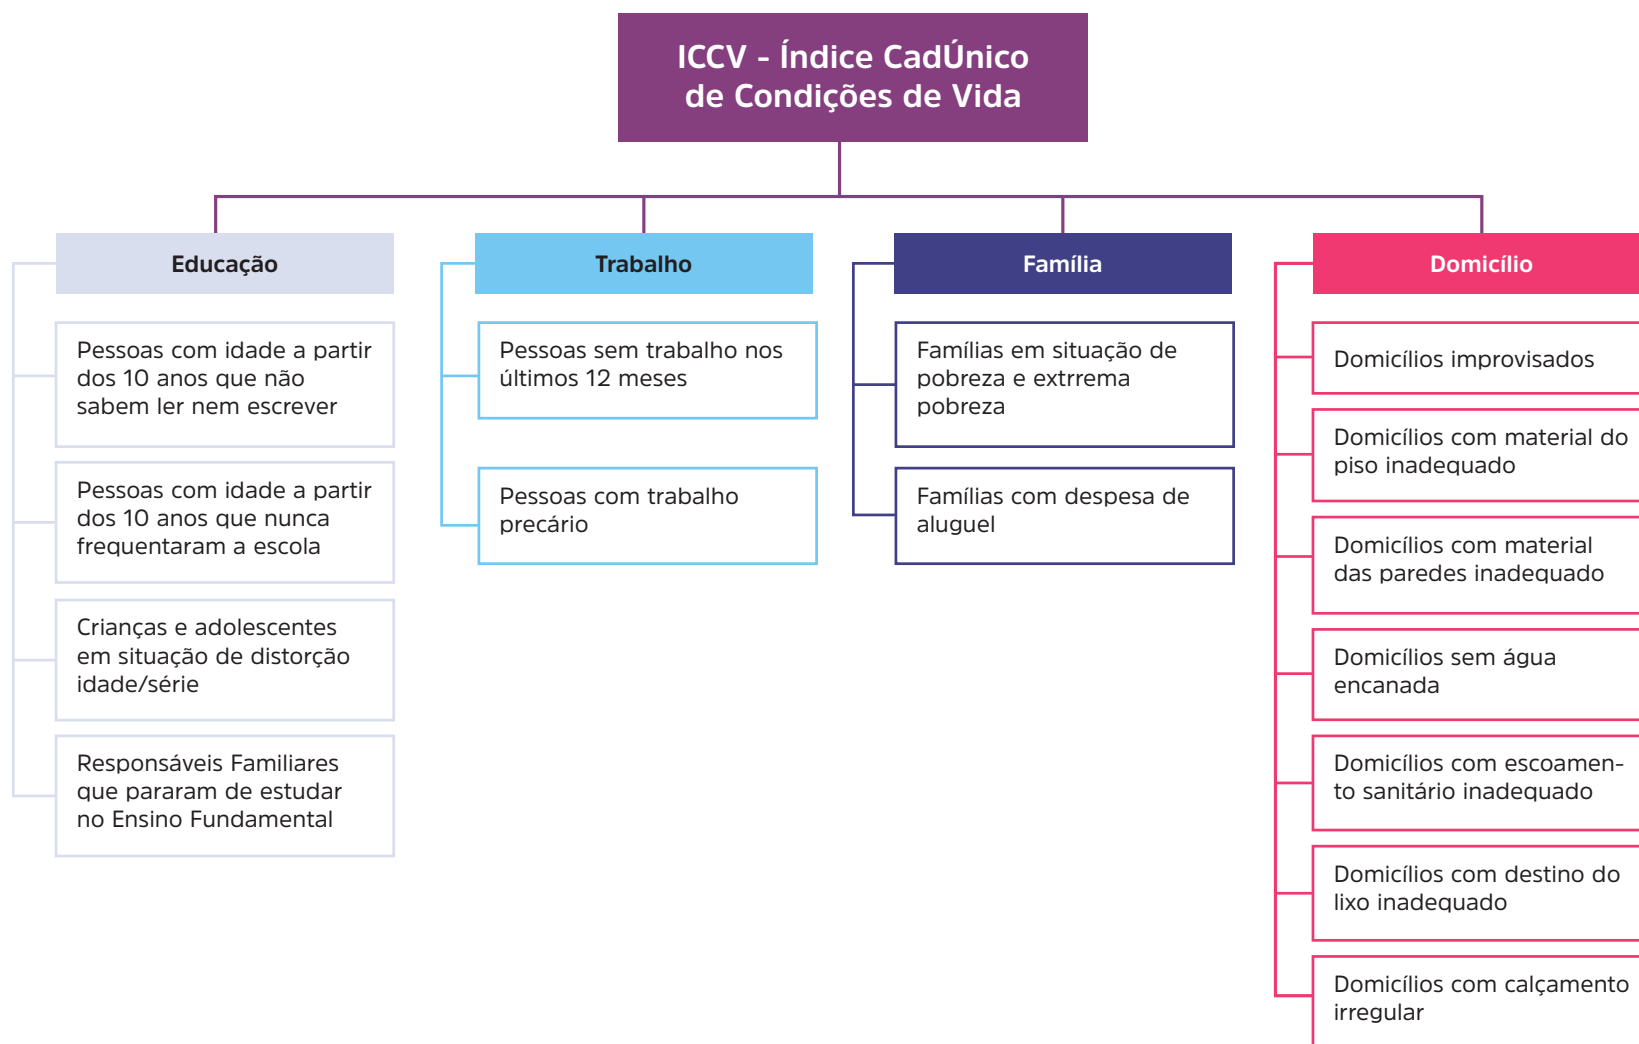 ICCV - Índice CadÚnico
de Condições de Vida
Educação
Pessoas com idade a partir
dos 10 anos que não
sabem ler nem escrever
Pessoas com idade a partir
dos 10 anos que nunca
frequentaram a escola
Crianças e adolescentes
em situação de distorção
idade/série
Responsáveis Familiares
que pararam de estudar
no Ensino Fundamental
Trabalho
Pessoas sem trabalho nos
últimos 12 meses
Pessoas com trabalho
precário
Família
Famílias em situação de
pobreza e extrrema
pobreza
Famílias com despesa de
aluguel
Domicílio
Domicílios improvisados
Domicílios com material do
piso inadequado
Domicílios com material
das paredes inadequado
Domicílios sem água
encanada
Domicílios com escoamen-
to sanitário inadequado
Domicílios com destino do
lixo inadequado
Domicílios com calçamento
irregular